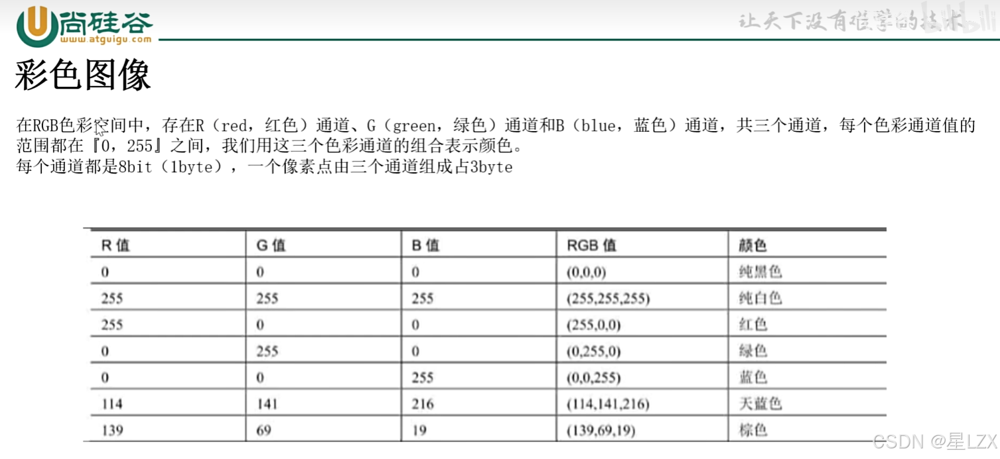 尚硅谷
www.atguigu.com
让天下没有难学的技术
bilibili
彩色图像
在RGB色彩空间中，存在R（red，红色）通道、G（green，绿色）通道和B（blue，蓝色）通道，共三个通道，每个色彩通道值的
范围都在『0，255』之间，我们用这三个色彩通道的组合表示颜色。
每个通道都是8bit（1byte），一个像素点由三个通道组成占3byte
R 值 G 值 B 值 RGB 值 颜色
0 0 0 (0,0,0) 纯黑色
255 255 255 (255,255,255) 纯白色
255 0 0 (255,0,0) 红色
0 255 0 (0,255,0) 绿色
0 0 255 (0,0,255) 蓝色
114 141 216 (114,141,216) 天蓝色
139 69 19 (139,69,19) 棕色
CSDN @星LZX